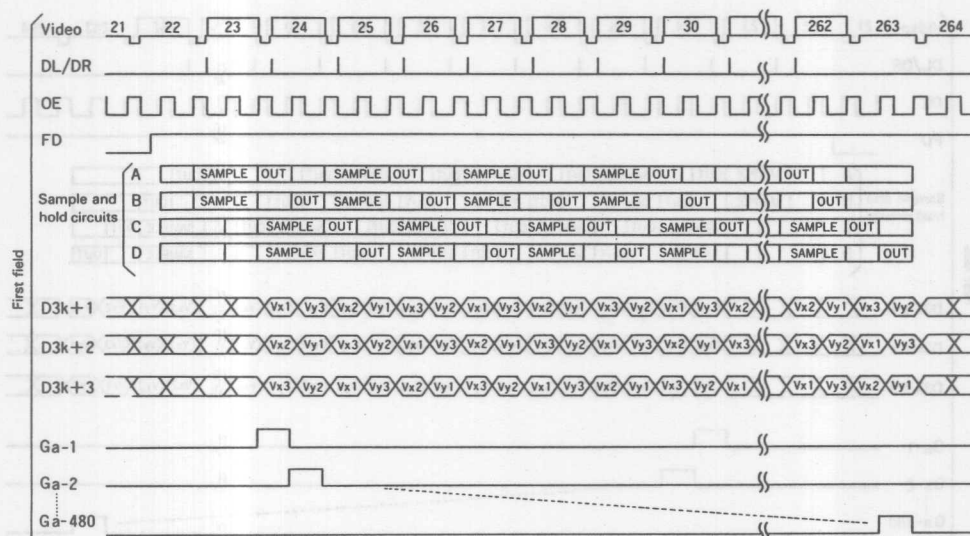 Video 21 22 23 24 25 26 27 28 29 30 262 263 264
DL/DR
OE
FD
First field
Sample and
hold circuits
A SAMPLE OUT SAMPLE OUT SAMPLE OUT SAMPLE OUT OUT
B SAMPLE OUT SAMPLE OUT SAMPLE OUT SAMPLE OUT OUT
C SAMPLE OUT SAMPLE OUT SAMPLE OUT SAMPLE OUT SAMPLE OUT
D SAMPLE OUT SAMPLE OUT SAMPLE OUT SAMPLE SAMPLE OUT
D3k+1 Vx1 Vy3 Vx2 Vy1 Vx3 Vy2 Vx1 Vy3 Vx2 Vy1 Vx3 Vy2 Vx1 Vy3 Vx2 Vx2 Vy1 Vx3 Vy2
D3k+2 Vx2 Vy1 Vx3 Vy2 Vx1 Vy3 Vx2 Vy1 Vx3 Vy2 Vx1 Vy3 Vx2 Vy1 Vx3 Vx3 Vy2 Vx1 Vy3
D3k+3 Vx3 Vy2 Vx1 Vy3 Vx2 Vy1 Vx3 Vy2 Vx1 Vy3 Vx2 Vy1 Vx3 Vy2 Vx1 Vx1 Vy3 Vx2 Vy1
Ga-1
Ga-2
Ga-480